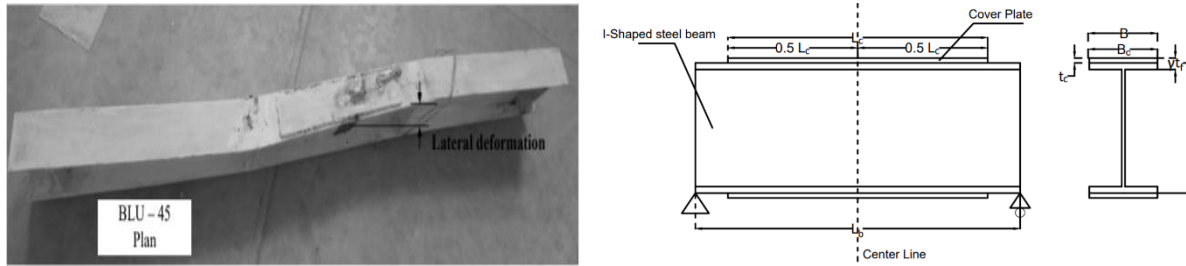 Lateral deformation
BLU – 45
Plan
Cover Plate
I-Shaped steel beam
Lc
0.5 Lc
0.5 Lc
B
Bc
tc
Lb
Center Line